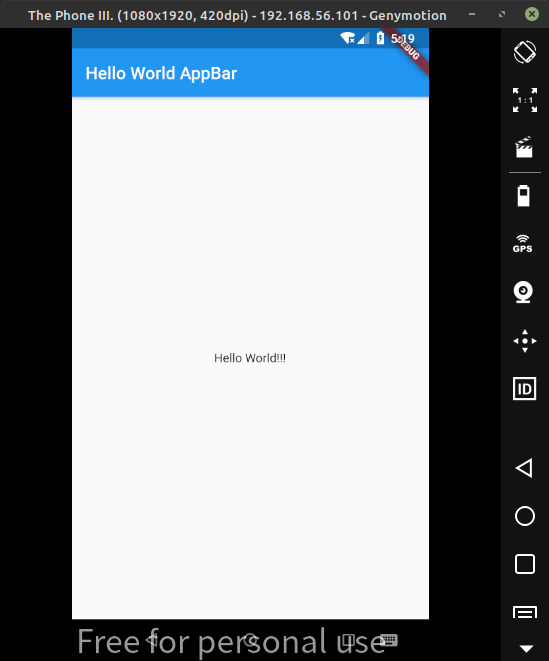 The Phone III. (1080x1920, 420dpi) - 192.168.56.101 - Genymotion
5:19
DEBUG
Hello World AppBar
1:1
GPS
Hello World!!!
ID
Free for personal use